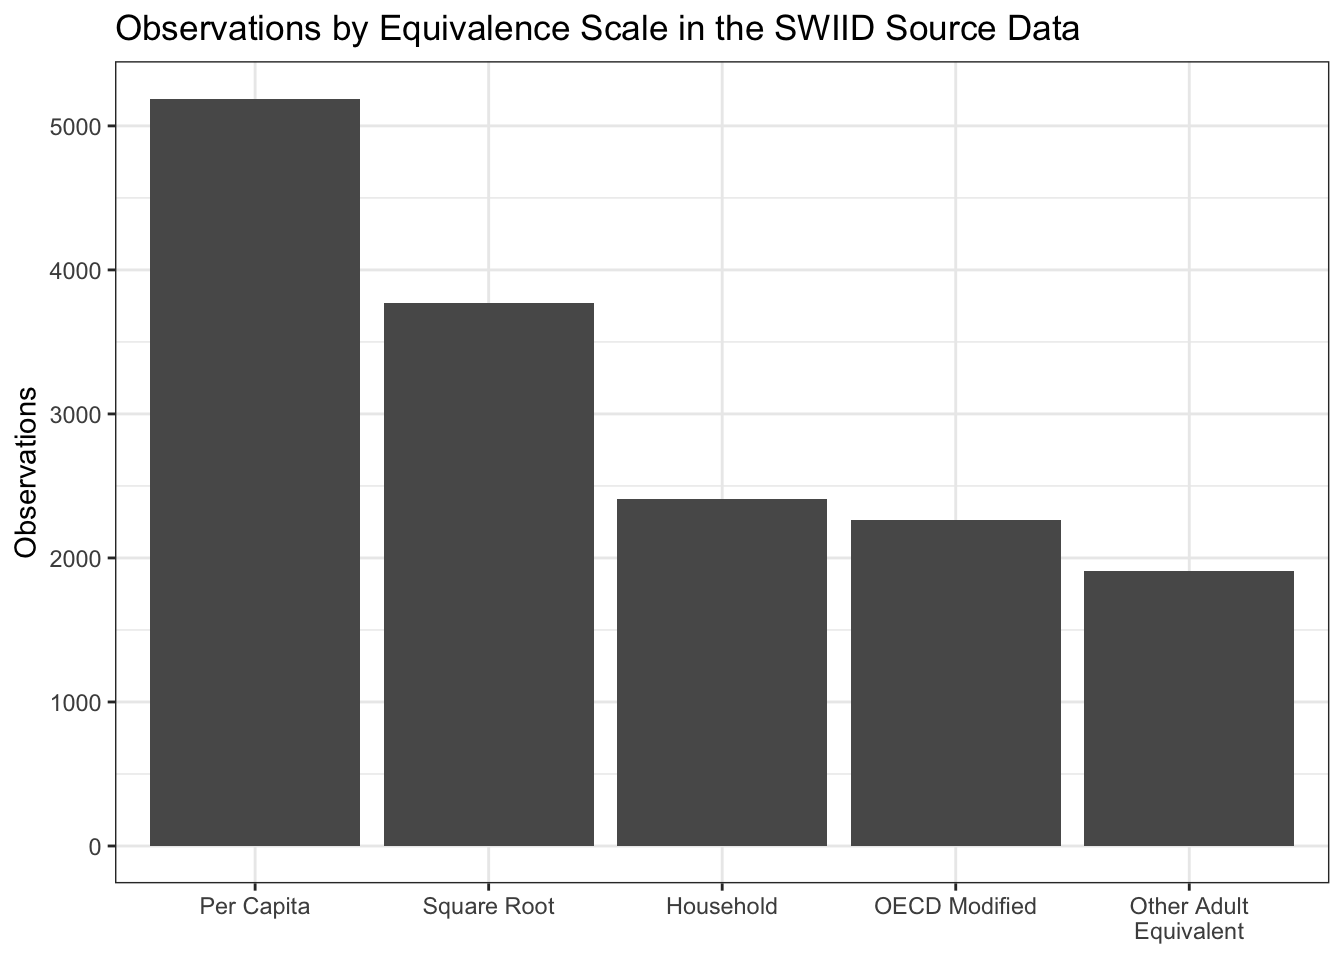 Observations by Equivalence Scale in the SWIID Source Data
Observations
5000
4000
3000
2000
1000
0
Per Capita
Square Root
Household
OECD Modified
Other Adult
Equivalent